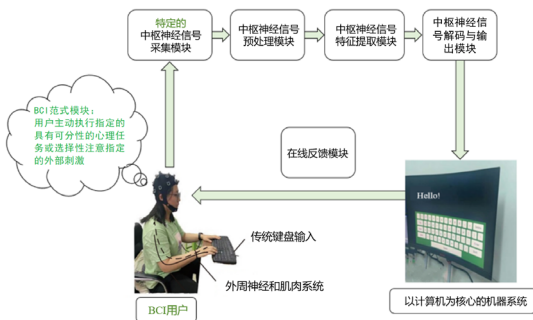 特定的
中枢神经信号
采集模块
中枢神经信号
预处理模块
中枢神经信号
特征提取模块
中枢神经信
号解码与输
出模块
BCI范式模块：
用户主动执行指定的
具有可分性的心理任
务或选择性注意指定
的外部刺激
在线反馈模块
Hello!
传统键盘输入
外周神经和肌肉系统
BCI用户
以计算机为核心的机器系统